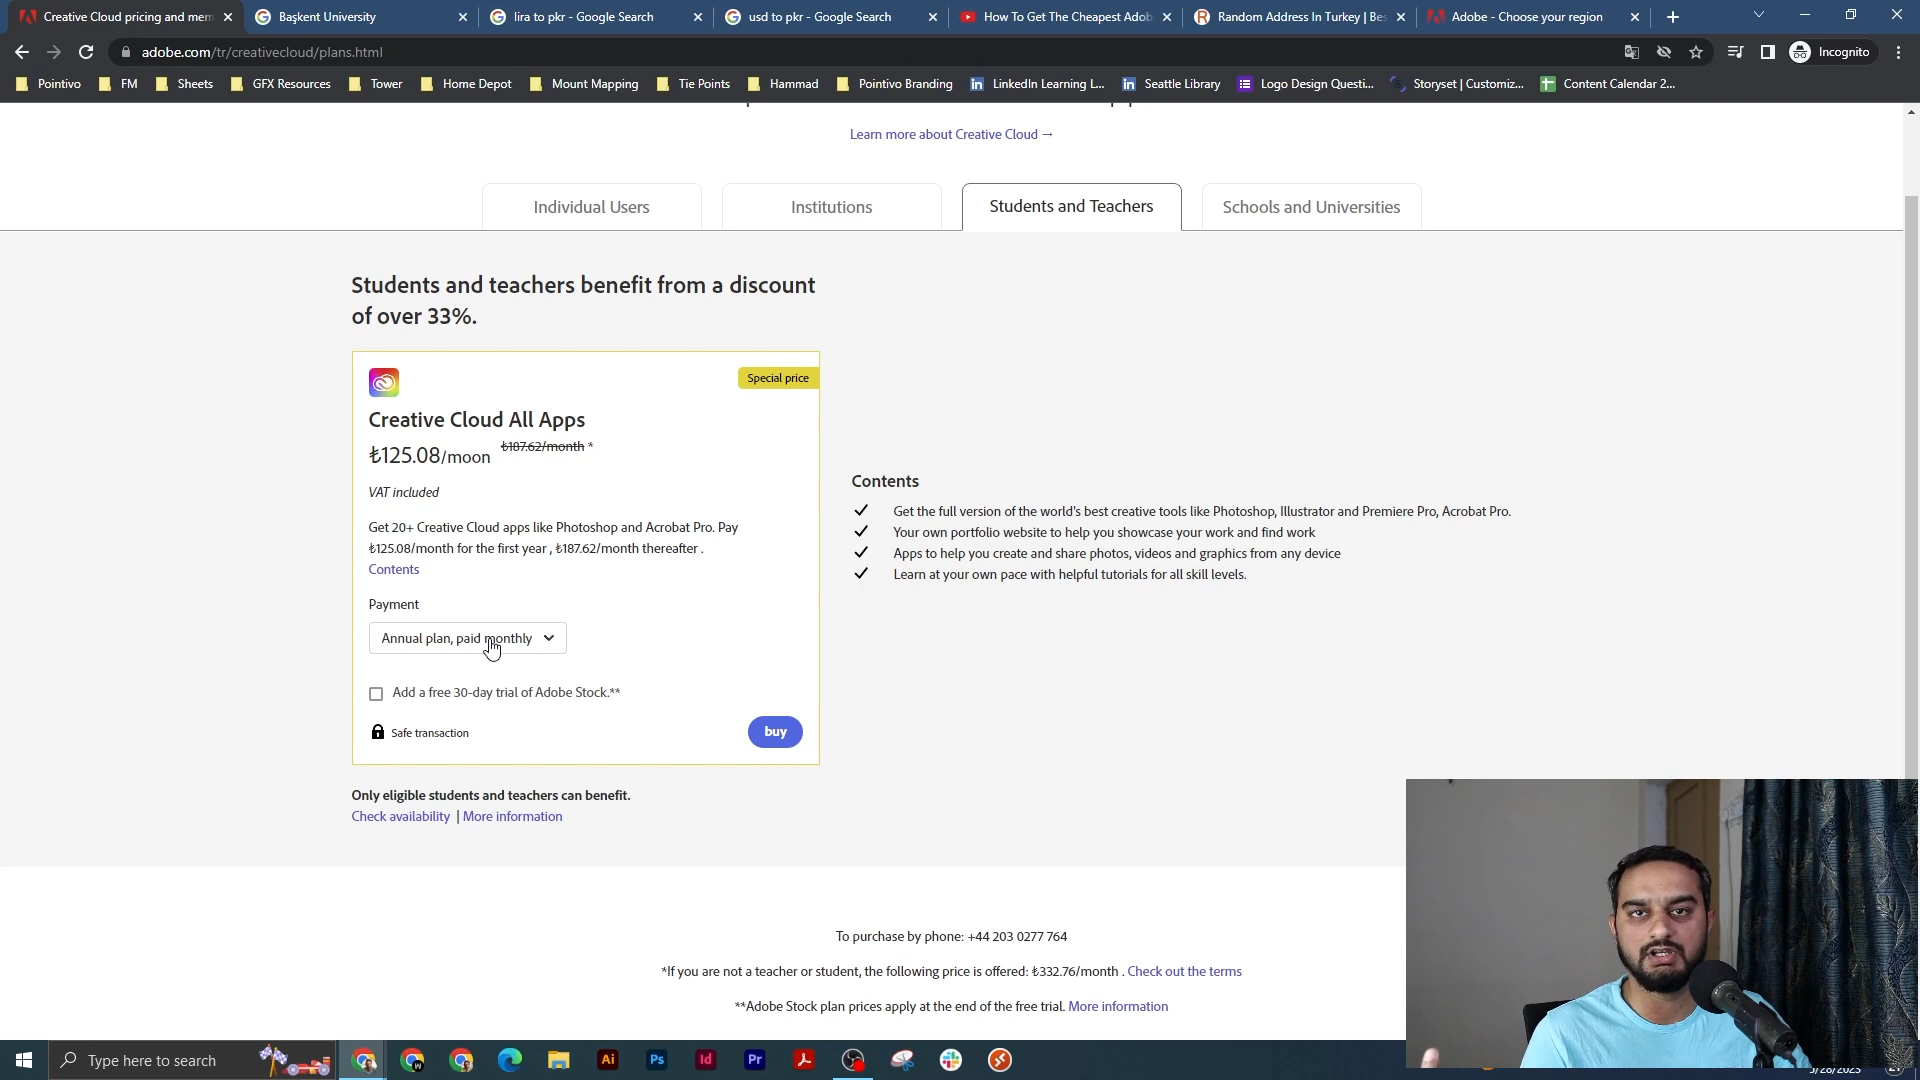 Creative Cloud pricing and mem
Başkent University
lira to pkr - Google Search
usd to pkr - Google Search
How To Get The Cheapest Adob
Random Address In Turkey | Bes
Adobe - Choose your region
adobe.com/tr/creativecloud/plans.html
Incognito
Pointivo
FM
Sheets
GFX Resources
Tower
Home Depot
Mount Mapping
Tie Points
Hammad
Pointivo Branding
LinkedIn Learning L...
Seattle Library
Logo Design Questi...
Storyset | Customiz...
Content Calendar 2...
Learn more about Creative Cloud →
Individual Users
Institutions
Students and Teachers
Schools and Universities
Students and teachers benefit from a discount
of over 33%.
Special price
Creative Cloud All Apps
₺125.08/moon ₺187.62/month *
VAT included
Get 20+ Creative Cloud apps like Photoshop and Acrobat Pro. Pay
₺125.08/month for the first year , ₺187.62/month thereafter .
Contents
Payment
Annual plan, paid monthly
Add a free 30-day trial of Adobe Stock.**
Safe transaction
buy
Contents
Get the full version of the world's best creative tools like Photoshop, Illustrator and Premiere Pro, Acrobat Pro.
Your own portfolio website to help you showcase your work and find work
Apps to help you create and share photos, videos and graphics from any device
Learn at your own pace with helpful tutorials for all skill levels.
Only eligible students and teachers can benefit.
Check availability | More information
To purchase by phone: +44 203 0277 764
*If you are not a teacher or student, the following price is offered: ₺332.76/month . Check out the terms
**Adobe Stock plan prices apply at the end of the free trial. More information
Type here to search
Ai
Ps
Id
Pr